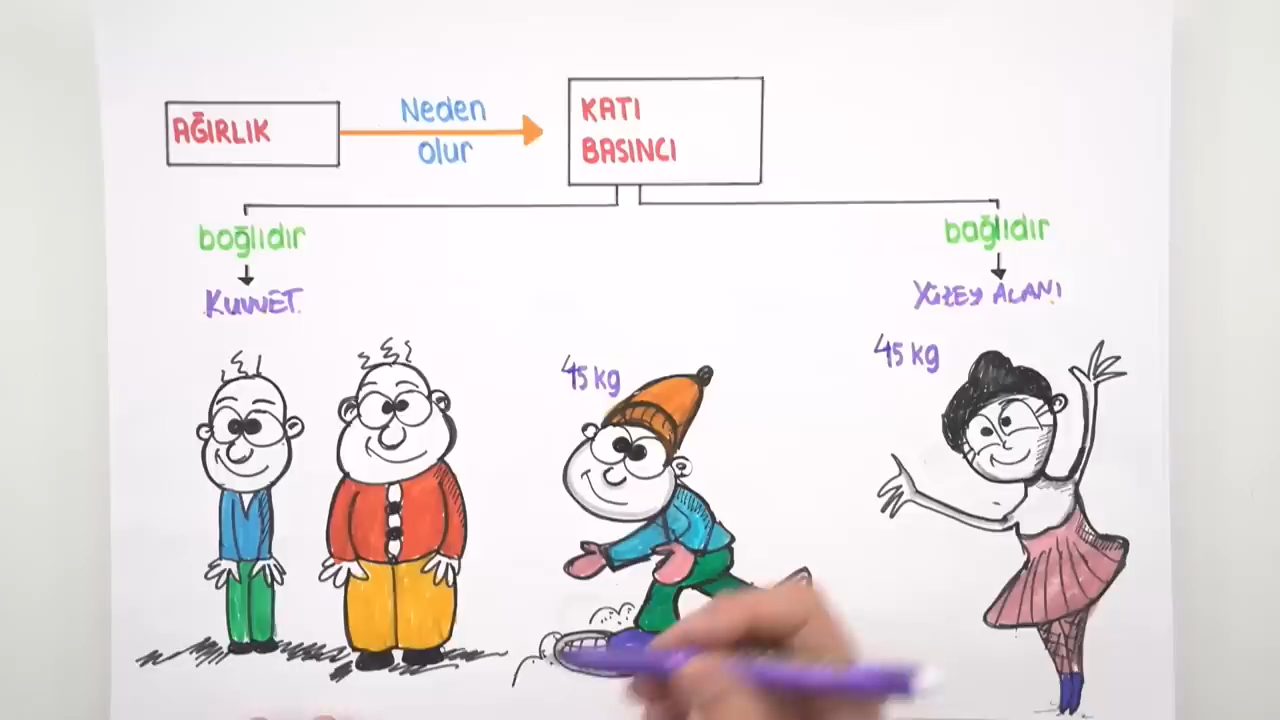 AĞIRLIK
Neden
olur
KATI
BASINCI
bağlıdır
bağlıdır
KUVVET
YÜZEY ALANI
45 kg
45 kg